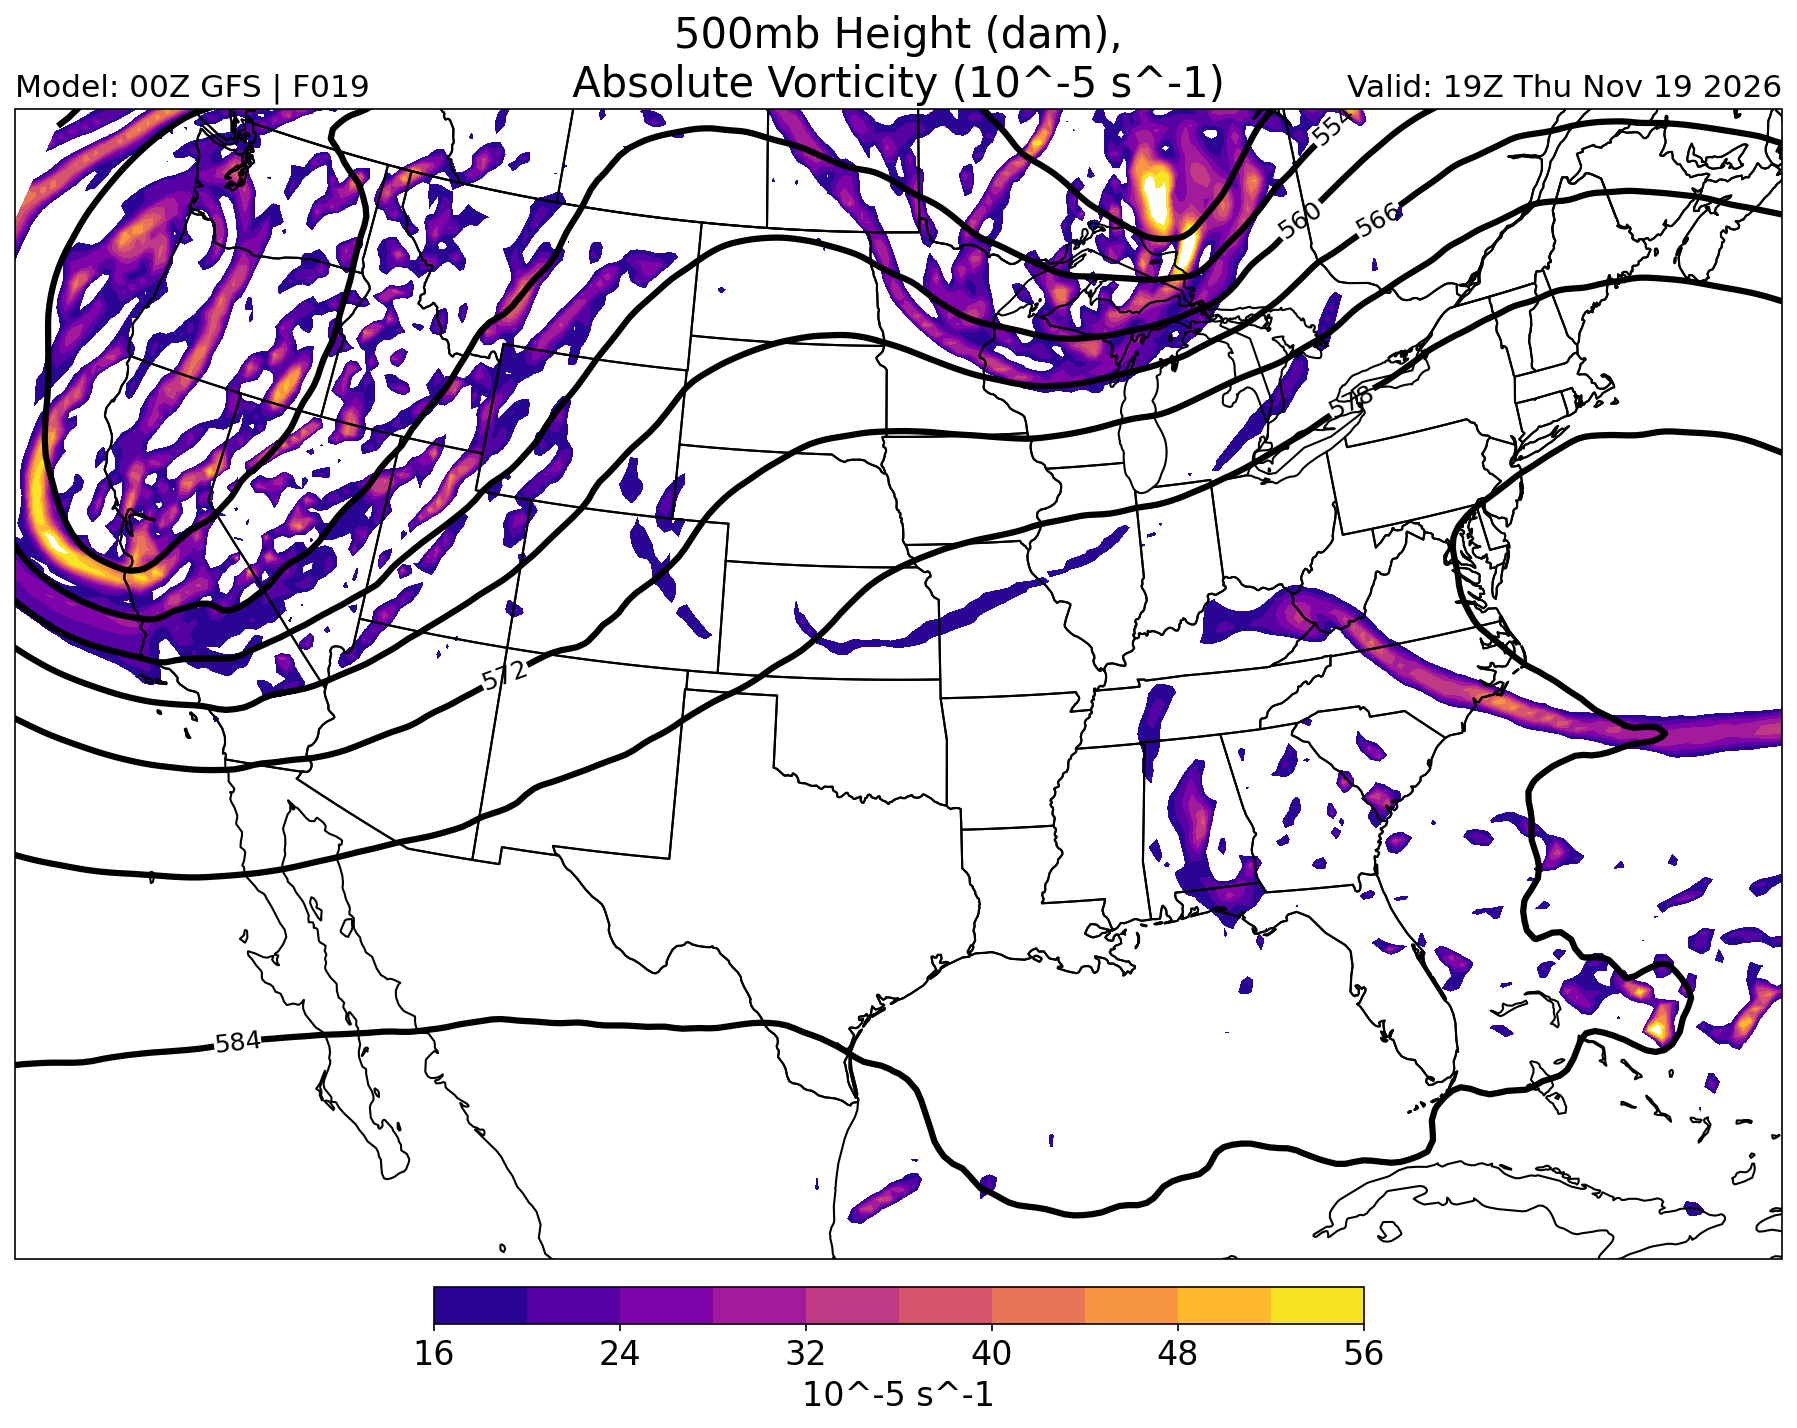 500mb Height (dam),
Absolute Vorticity (10^-5 s^-1)
Model: 00Z GFS | F019
Valid: 19Z Thu Nov 19 2026
554
560
566
578
572
584
16 24 32 40 48 56
10^-5 s^-1